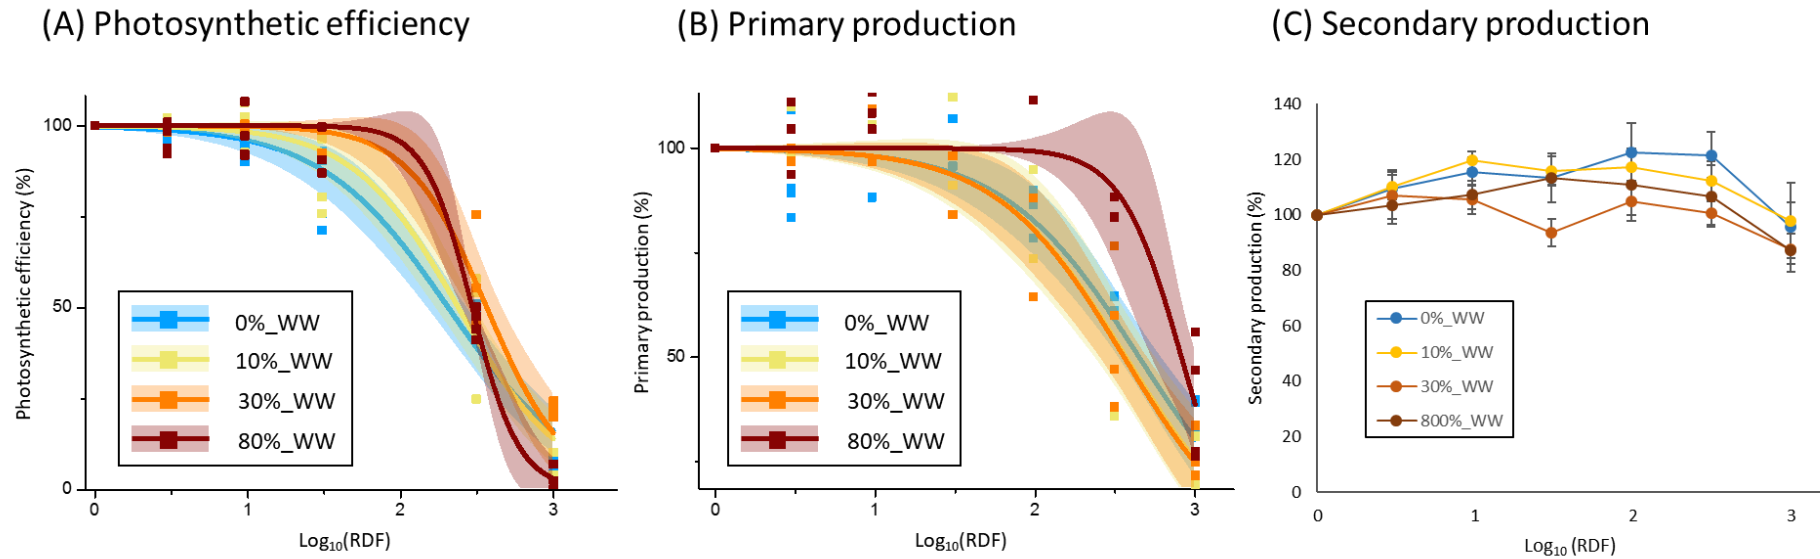 (A) Photosynthetic efficiency
Photosynthetic efficiency (%)
100
50
0
0%_WW
10%_WW
30%_WW
80%_WW
0 1 2 3
Log10(RDF)
(B) Primary production
Primary production (%)
100
50
0%_WW
10%_WW
30%_WW
80%_WW
0 1 2 3
Log10(RDF)
(C) Secondary production
Secondary production (%)
140
120
100
80
60
40
20
0
0%_WW
10%_WW
30%_WW
800%_WW
0 1 2 3
Log10 (RDF)